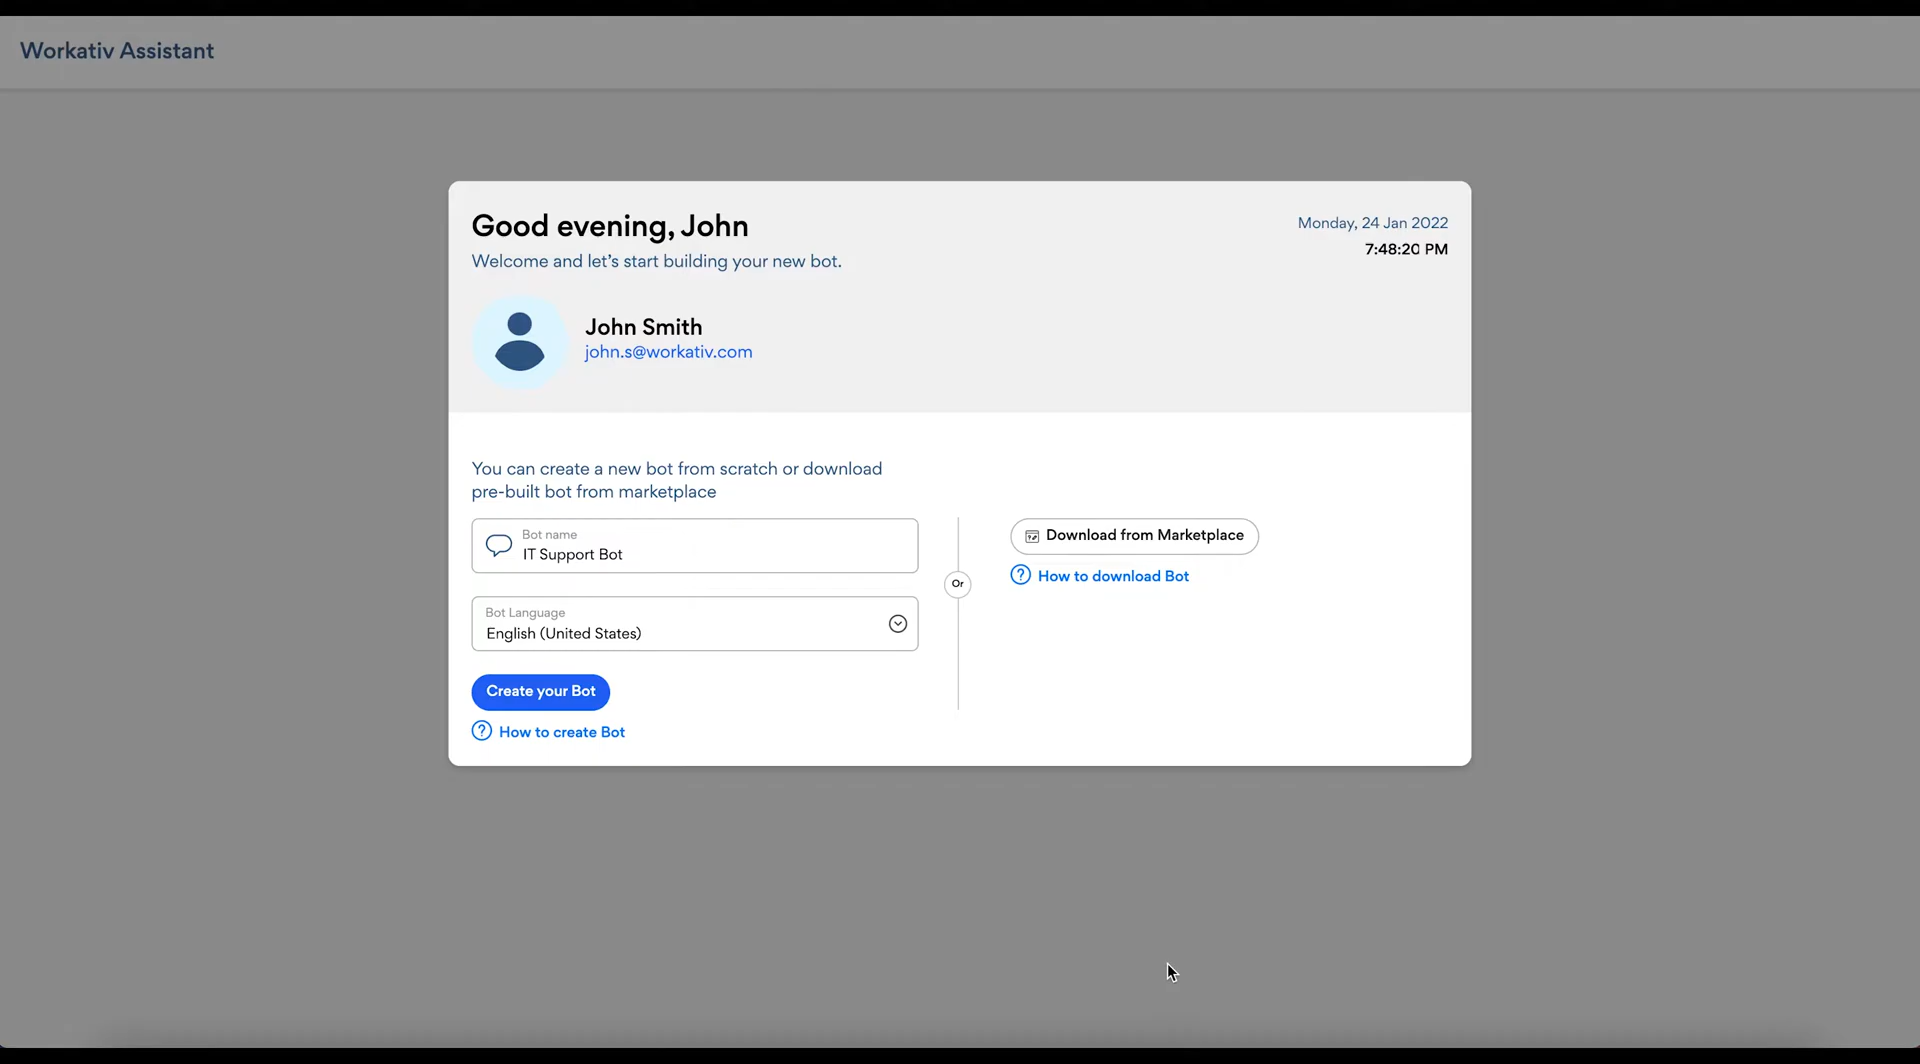 Workativ Assistant
Good evening, John
Monday, 24 Jan 2022
Welcome and let's start building your new bot.
7:48:20 PM
John Smith
john.s@workativ.com
You can create a new bot from scratch or download
pre-built bot from marketplace
Bot name
IT Support Bot
Bot Language
English (United States)
Create your Bot
How to create Bot
Or
Download from Marketplace
How to download Bot